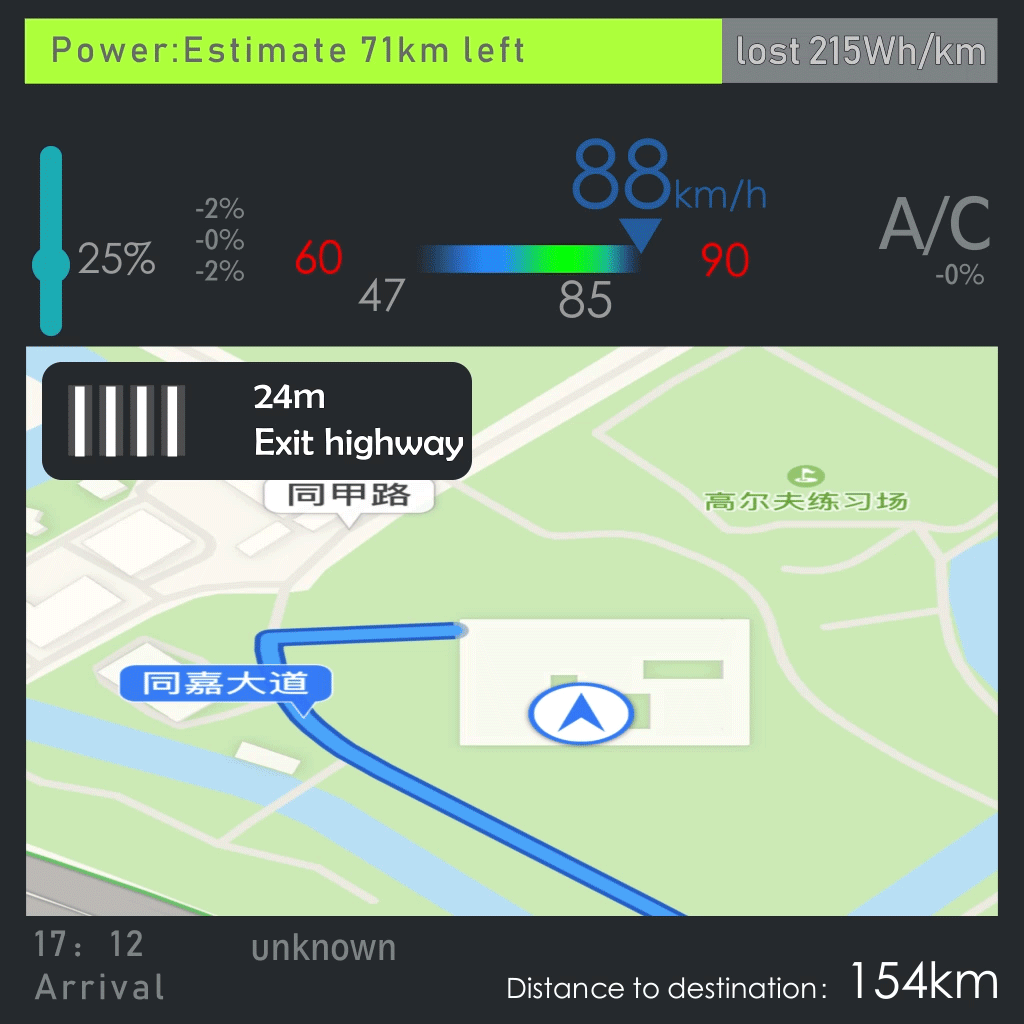 Power:Estimate 71km left
lost 215Wh/km
88km/h
A/C
-0%
25%
-2%
-0%
-2%
60
90
47
85
24m
Exit highway
同甲路
高尔夫练习场
同嘉大道
17: 12
Arrival
unknown
Distance to destination: 154km